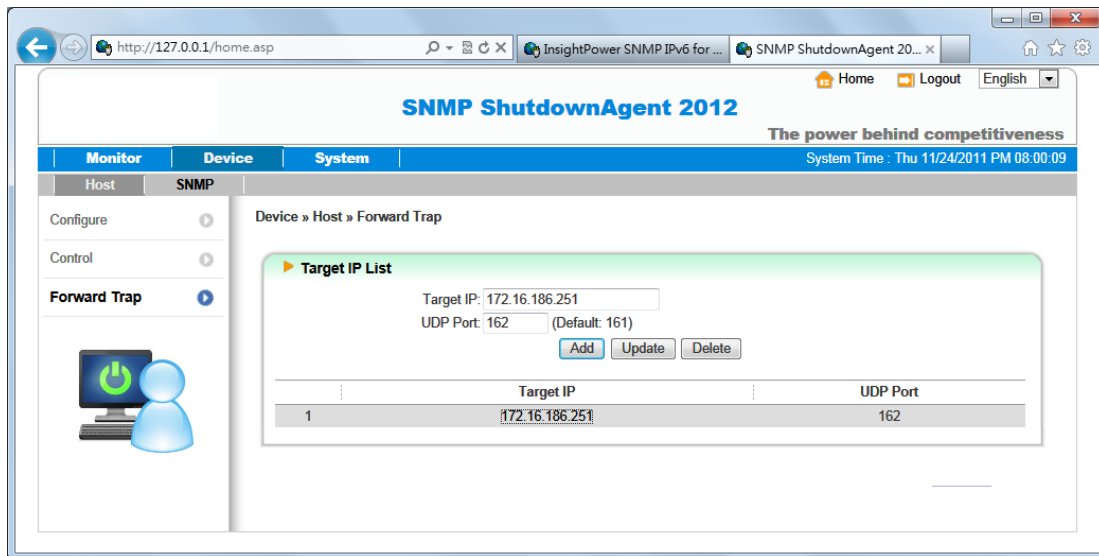 http://127.0.0.1/home.asp
InsightPower SNMP IPv6 for ...
SNMP ShutdownAgent 20...
Home Logout English
SNMP ShutdownAgent 2012
The power behind competitiveness
Monitor Device System System Time : Thu 11/24/2011 PM 08:00:09
Host SNMP
Configure
Control
Forward Trap
Device » Host » Forward Trap
Target IP List
Target IP: 172.16.186.251
UDP Port: 162 (Default: 161)
Add Update Delete
Target IP UDP Port
1 172.16.186.251 162